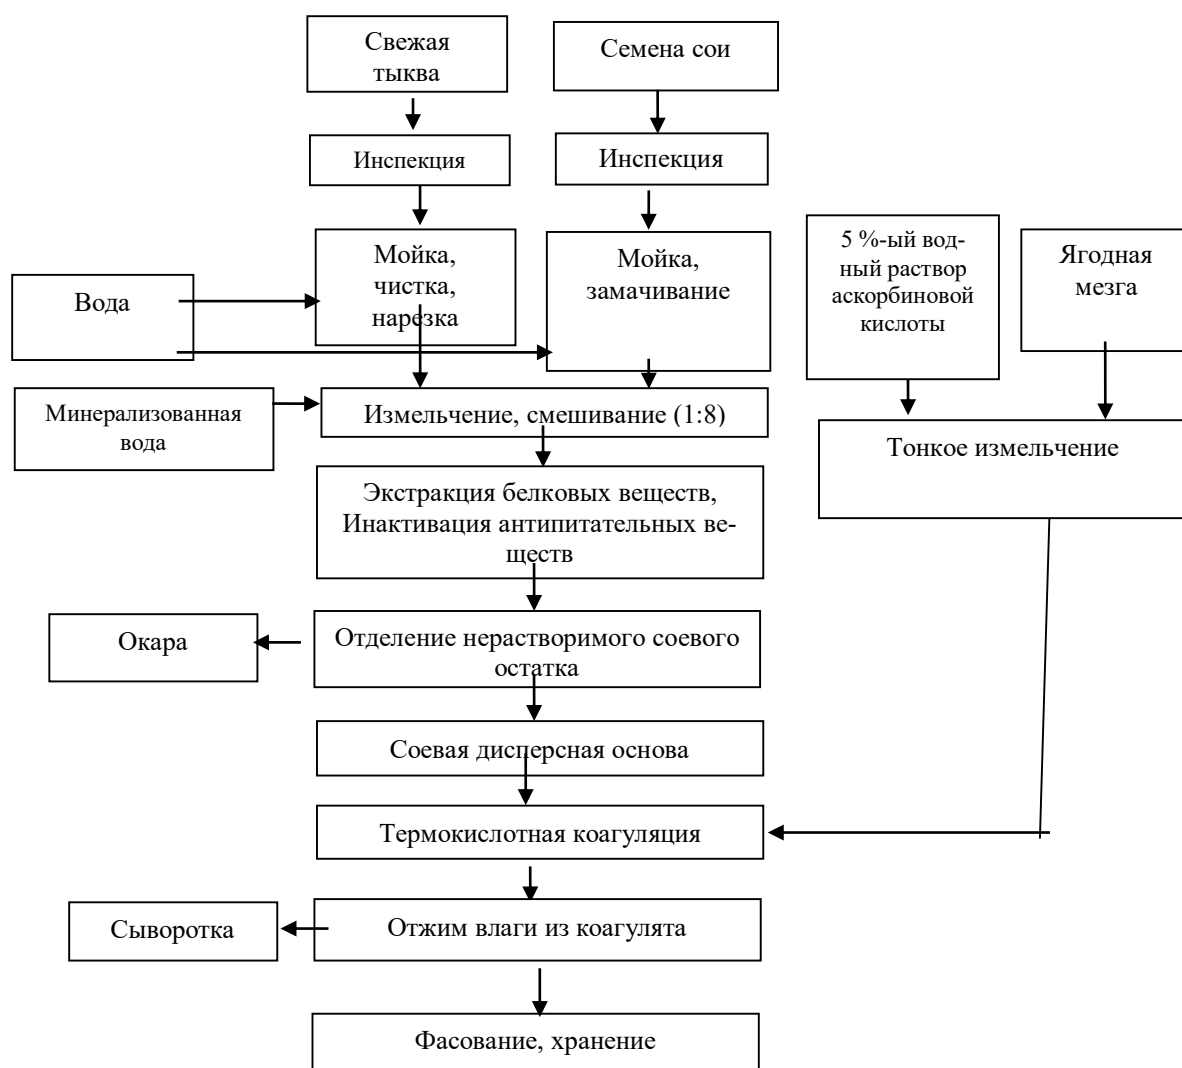 Свежая
тыква
Семена сои
Инспекция
Инспекция
Мойка,
чистка,
нарезка
Мойка,
замачивание
5 %-ый вод-
ный раствор
аскорбиновой
кислоты
Ягодная
мезга
Вода
Минерализованная
вода
Измельчение, смешивание (1:8)
Тонкое измельчение
Экстракция белковых веществ,
Инактивация антипитательных ве-
ществ
Окара
Отделение нерастворимого соевого
остатка
Соевая дисперсная основа
Термокислотная коагуляция
Сыворотка
Отжим влаги из коагулята
Фасование, хранение